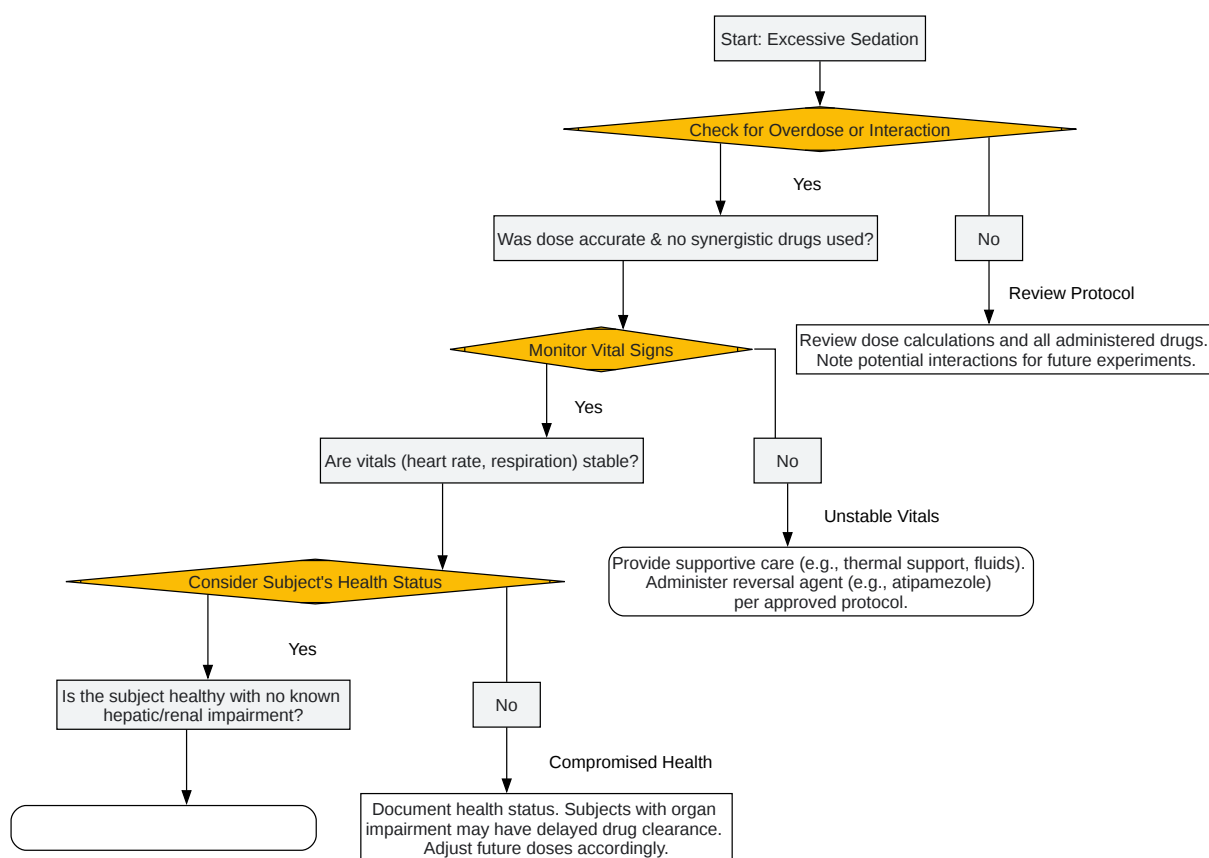 Start: Excessive Sedation
Check for Overdose or Interaction
Yes
Was dose accurate & no synergistic drugs used?
No
Review Protocol
Review dose calculations and all administered drugs.
Note potential interactions for future experiments.
Monitor Vital Signs
Yes
Are vitals (heart rate, respiration) stable?
No
Unstable Vitals
Provide supportive care (e.g., thermal support, fluids).
Administer reversal agent (e.g., atipamezole)
per approved protocol.
Consider Subject's Health Status
Yes
Is the subject healthy with no known
hepatic/renal impairment?
No
Compromised Health
Document health status. Subjects with organ
impairment may have delayed drug clearance.
Adjust future doses accordingly.